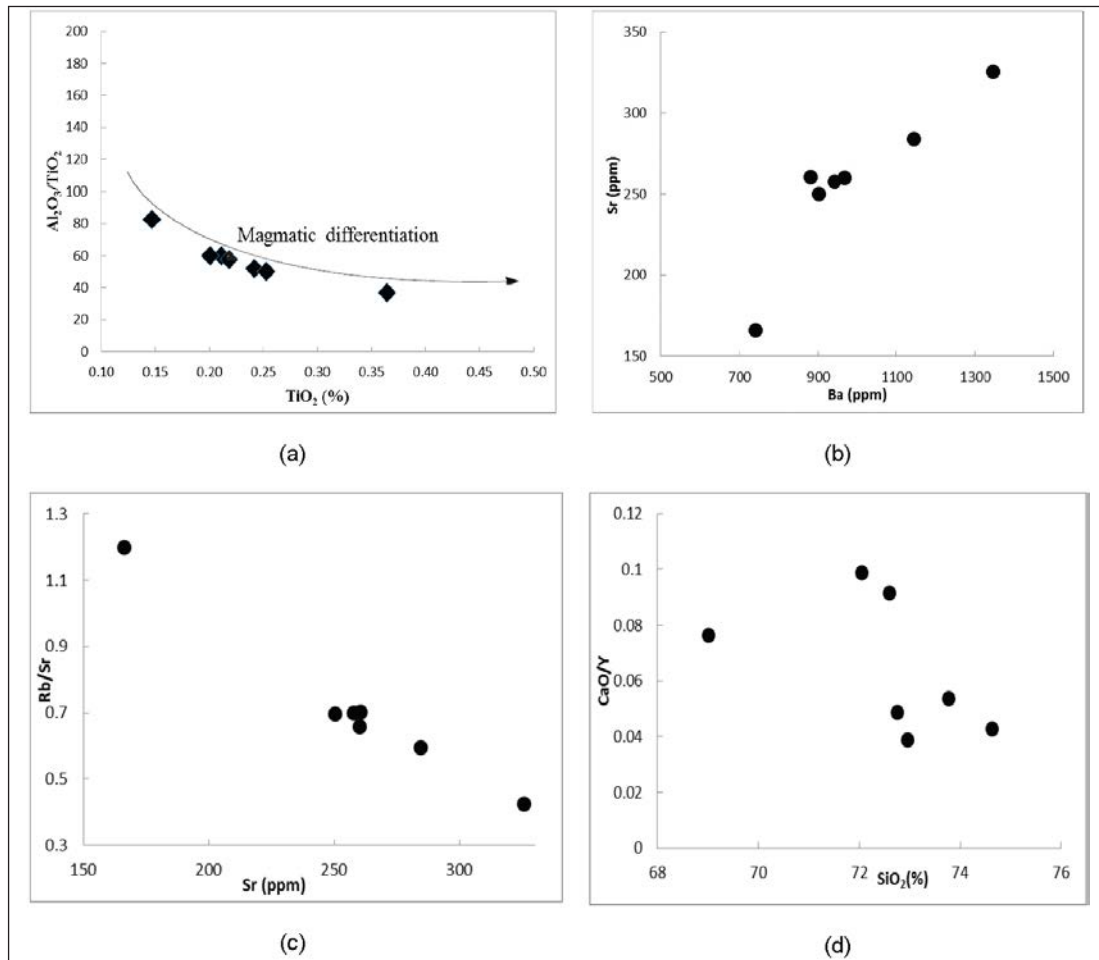 200
180
160
140
120
100
80
60
40
20
0
Al₂O₃/TiO₂
Magmatic differentiation
0.10 0.15 0.20 0.25 0.30 0.35 0.40 0.45 0.50
TiO₂ (%)
(a)
350
300
250
200
150
Sr (ppm)
500 700 900 1100 1300 1500
Ba (ppm)
(b)
1.3
1.1
0.9
0.7
0.5
0.3
Rb/Sr
150 200 250 300
Sr (ppm)
(c)
0.12
0.1
0.08
0.06
0.04
0.02
0
CaO/Y
68 70 72 74 76
SiO₂(%)
(d)